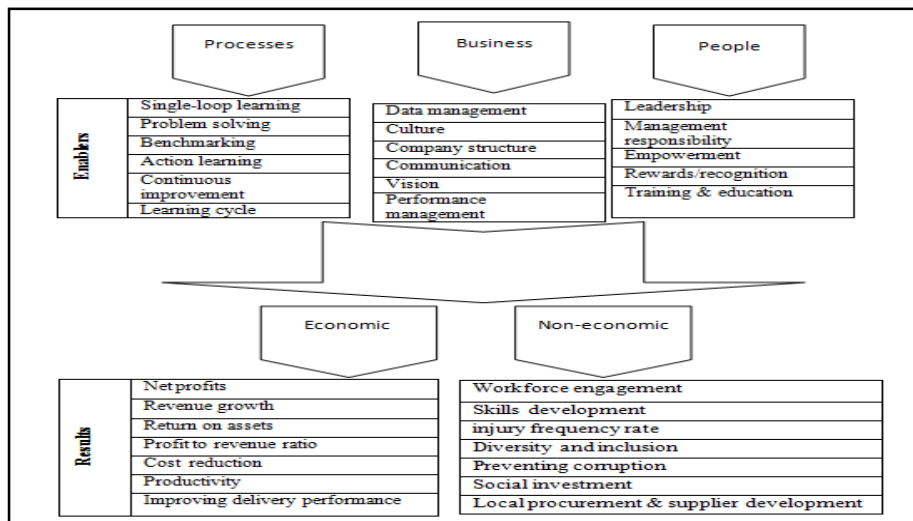 Processes
Business
People
Enablers
Single-loop learning
Problem solving
Benchmarking
Action learning
Continuous
improvement
Learning cycle
Data management
Culture
Company structure
Communication
Vision
Performance
management
Leadership
Management
responsibility
Empowerment
Rewards/recognition
Training & education
Economic
Non-economic
Results
Net profits
Revenue growth
Return on assets
Profit to revenue ratio
Cost reduction
Productivity
Improving delivery performance
Workforce engagement
Skills development
injury frequency rate
Diversity and inclusion
Preventing corruption
Social investment
Local procurement & supplier development